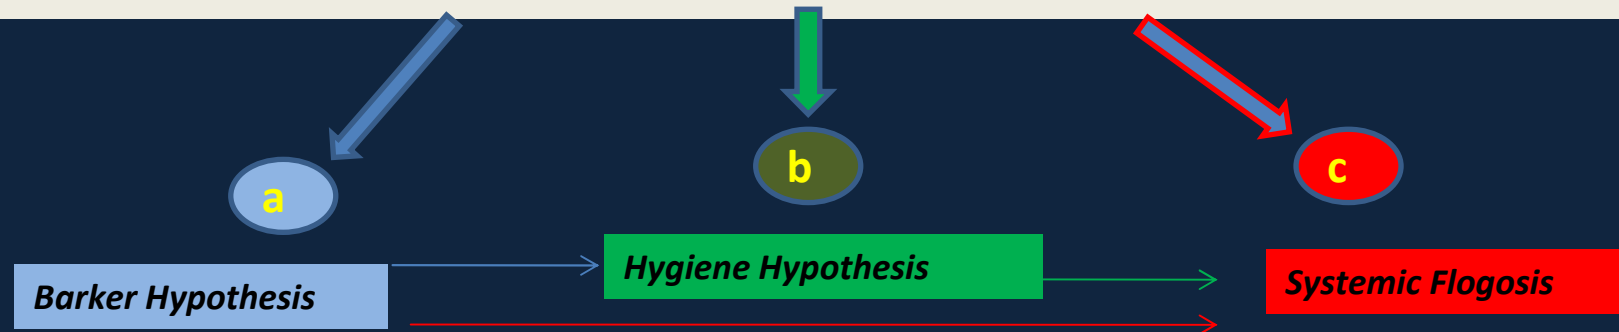 a
b
c
Barker Hypothesis
Hygiene Hypothesis
Systemic Flogosis